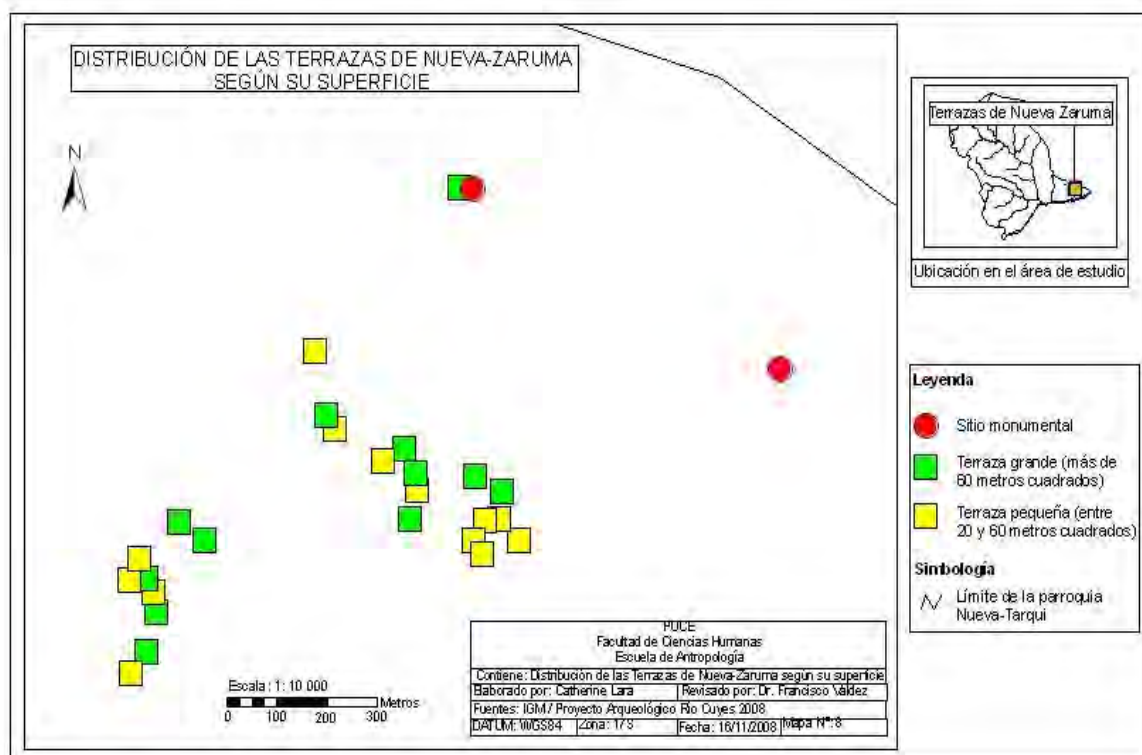 DISTRIBUCIÓN DE LAS TERRAZAS DE NUEVA-ZARUMA
SEGÚN SU SUPERFICIE
N
Terrazas de Nueva Zaruma
Ubicación en el área de estudio
Leyenda
Sitio monumental
Terraza grande (más de
60 metros cuadrados)
Terraza pequeña (entre
20 y 60 metros cuadrados)
Simbología
Límite de la parroquia
Nueva-Tarqui
Escala: 1: 10 000
Metros
0 100 200 300
PUCE
Facultad de Ciencias Humanas
Escuela de Antropología
Contiene: Distribución de las Terrazas de Nueva-Zaruma según su superficie
Elaborado por: Catherine Lara Revisado por: Dr. Francisco Váldez
Fuentes: IGM / Proyecto Arqueológico Río Cuyes 2008
DATUM: WGS84 Zona: 17S Fecha: 16/11/2008 Mapa N°: 8